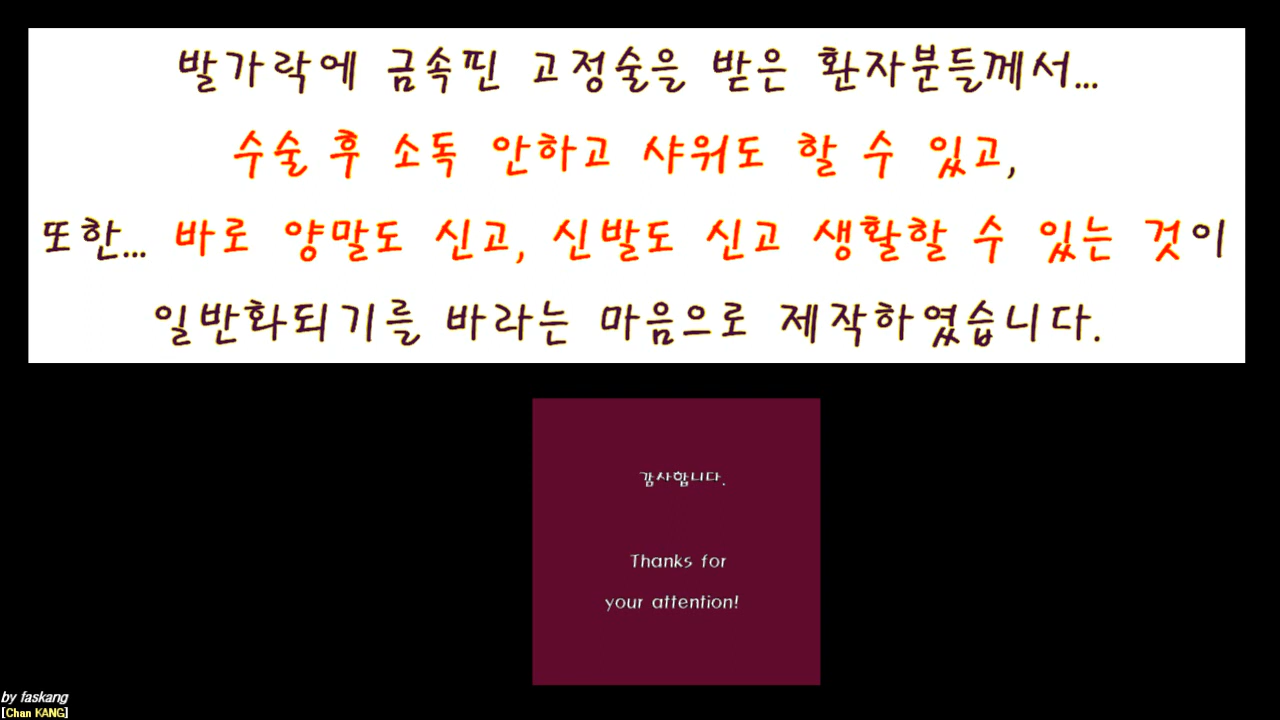 발가락에 금속핀 고정술을 받은 환자분들께서...
수술 후 소독 안하고 샤워도 할 수 있고,
또한... 바로 양말도 신고, 신발도 신고 생활할 수 있는 것이
일반화되기를 바라는 마음으로 제작하였습니다.
감사합니다.
Thanks for
your attention!
by faskang
[Chan KANG]